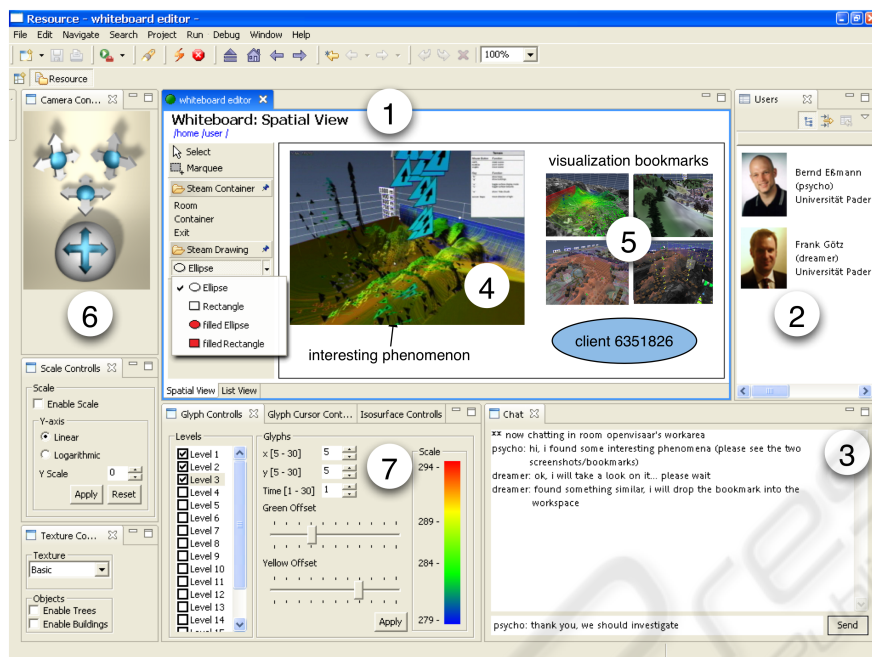 Resource - whiteboard editor -
File Edit Navigate Search Project Run Debug Window Help
100%
Resource
Camera Con...
6
Scale Controlls
Scale
Enable Scale
Y-axis
Linear
Logarithmic
Y Scale 0
Apply Reset
Texture Co...
Texture
Basic
Objects
Enable Trees
Enable Buildings
whiteboard editor
1
Whiteboard: Spatial View
/home /user /
Select
Marquee
Steam Container
Room
Container
Exit
Steam Drawing
Ellipse
Ellipse
Rectangle
filled Ellipse
filled Rectangle
4
interesting phenomenon
visualization bookmarks
5
client 6351826
Spatial View List View
Users
Bernd Eßmann
(psycho)
Universität Pader
Frank Götz
(dreamer)
Universität Pader
2
Glyph Controlls Glyph Cursor Cont... Isosurface Controlls
Levels
Level 1
Level 2
Level 3
Level 4
Level 5
Level 6
Level 7
Level 8
Level 9
Level 10
Level 11
Level 12
Level 13
Level 14
Level 15
Glyphs
x [5 - 30] 5
y [5 - 30] 5
Time [1 - 30] 1
Green Offset
Yellow Offset
Apply
7
Scale
294 -
289 -
284 -
279 -
Chat
3
** now chatting in room openvisaar's workarea
psycho: hi, i found some interesting phenomena (please see the two
screenshots/bookmarks)
dreamer: ok, i will take a look on it... please wait
dreamer: found something similar, i will drop the bookmark into the
workspace
psycho: thank you, we should investigate
Send